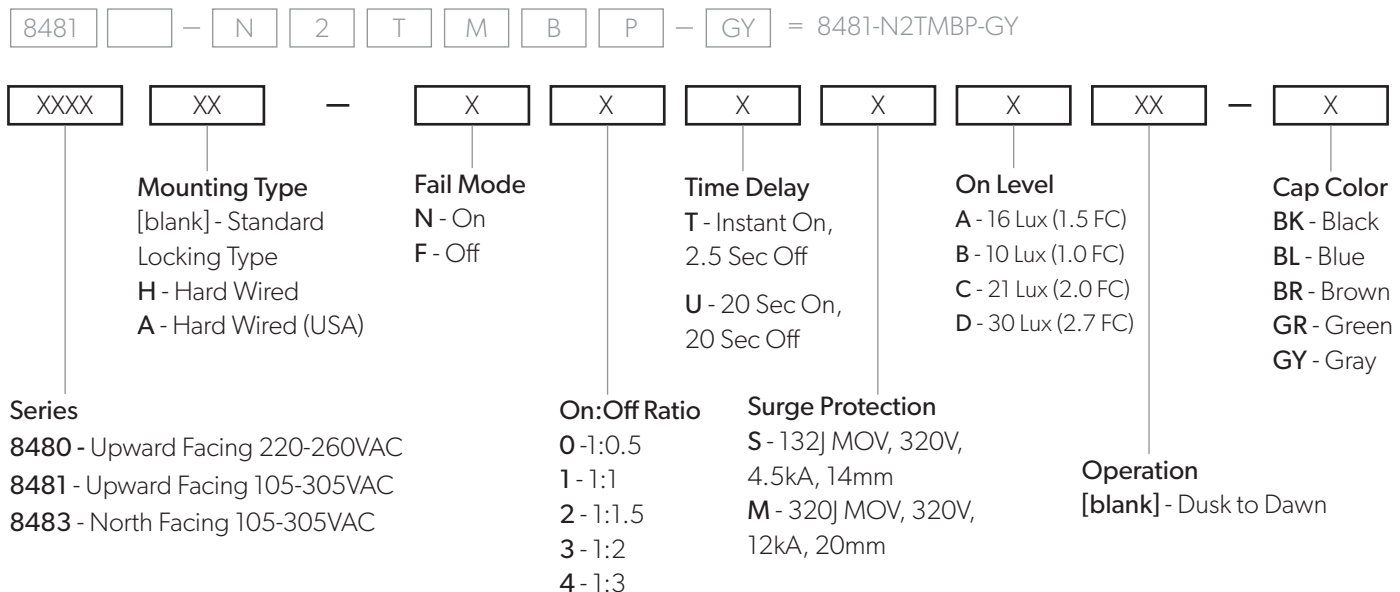 8481 — N 2 T M B P — GY = 8481-N2TMBP-GY
XXXX XX — X X X X X XX — X
Mounting Type
[blank] - Standard
Locking Type
H - Hard Wired
A - Hard Wired (USA)
Fail Mode
N - On
F - Off
Time Delay
T - Instant On,
2.5 Sec Off
U - 20 Sec On,
20 Sec Off
On Level
A - 16 Lux (1.5 FC)
B - 10 Lux (1.0 FC)
C - 21 Lux (2.0 FC)
D - 30 Lux (2.7 FC)
Cap Color
BK - Black
BL - Blue
BR - Brown
GR - Green
GY - Gray
Series
8480 - Upward Facing 220-260VAC
8481 - Upward Facing 105-305VAC
8483 - North Facing 105-305VAC
On:Off Ratio
0 -1:0.5
1 - 1:1
2 - 1:1.5
3 - 1:2
4 - 1:3
Surge Protection
S - 132J MOV, 320V,
4.5kA, 14mm
M - 320J MOV, 320V,
12kA, 20mm
Operation
[blank] - Dusk to Dawn